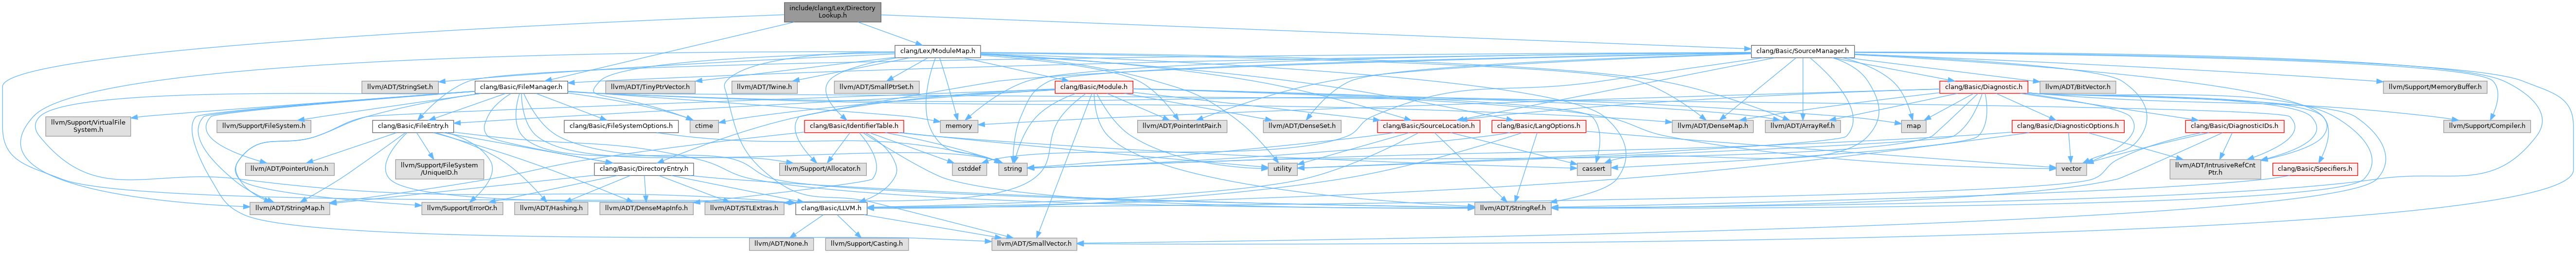 include/clang/Lex/Directory
Lookup.h
clang/Lex/ModuleMap.h
clang/Basic/SourceManager.h
llvm/ADT/StringSet.h
clang/Basic/FileManager.h
llvm/ADT/TinyPtrVector.h
llvm/ADT/Twine.h
llvm/ADT/SmallPtrSet.h
clang/Basic/Module.h
clang/Basic/Diagnostic.h
llvm/ADT/BitVector.h
llvm/Support/MemoryBuffer.h
llvm/Support/VirtualFile
System.h
llvm/Support/FileSystem.h
clang/Basic/FileEntry.h
clang/Basic/FileSystemOptions.h
ctime
clang/Basic/IdentifierTable.h
memory
llvm/ADT/PointerIntPair.h
llvm/ADT/DenseSet.h
clang/Basic/SourceLocation.h
clang/Basic/LangOptions.h
llvm/ADT/DenseMap.h
llvm/ADT/ArrayRef.h
map
clang/Basic/DiagnosticOptions.h
clang/Basic/DiagnosticIDs.h
llvm/Support/Compiler.h
llvm/ADT/PointerUnion.h
llvm/Support/FileSystem
/UniqueID.h
clang/Basic/DirectoryEntry.h
llvm/Support/Allocator.h
cstddef
string
utility
cassert
vector
llvm/ADT/IntrusiveRefCnt
Ptr.h
clang/Basic/Specifiers.h
llvm/ADT/StringMap.h
llvm/Support/ErrorOr.h
llvm/ADT/Hashing.h
llvm/ADT/DenseMapInfo.h
llvm/ADT/STLExtras.h
clang/Basic/LLVM.h
llvm/ADT/StringRef.h
llvm/ADT/None.h
llvm/Support/Casting.h
llvm/ADT/SmallVector.h